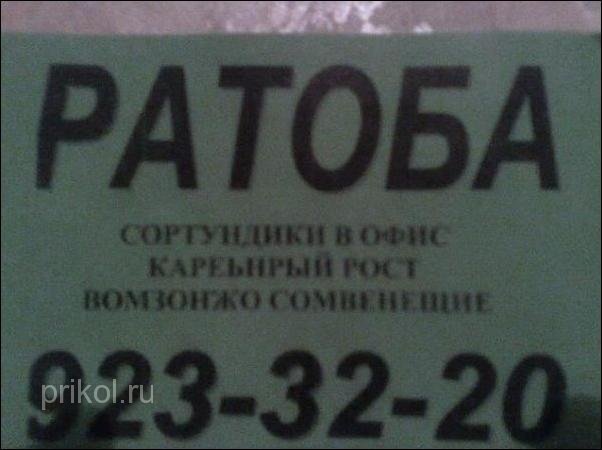 РАТОБА
СОРТУНДИКИ В ОФИС
КАРЕЬНРЫЙ РОСТ
ВОМЗОНЖО СОМВЕНЕЩИЕ
923-32-20
prikol.ru